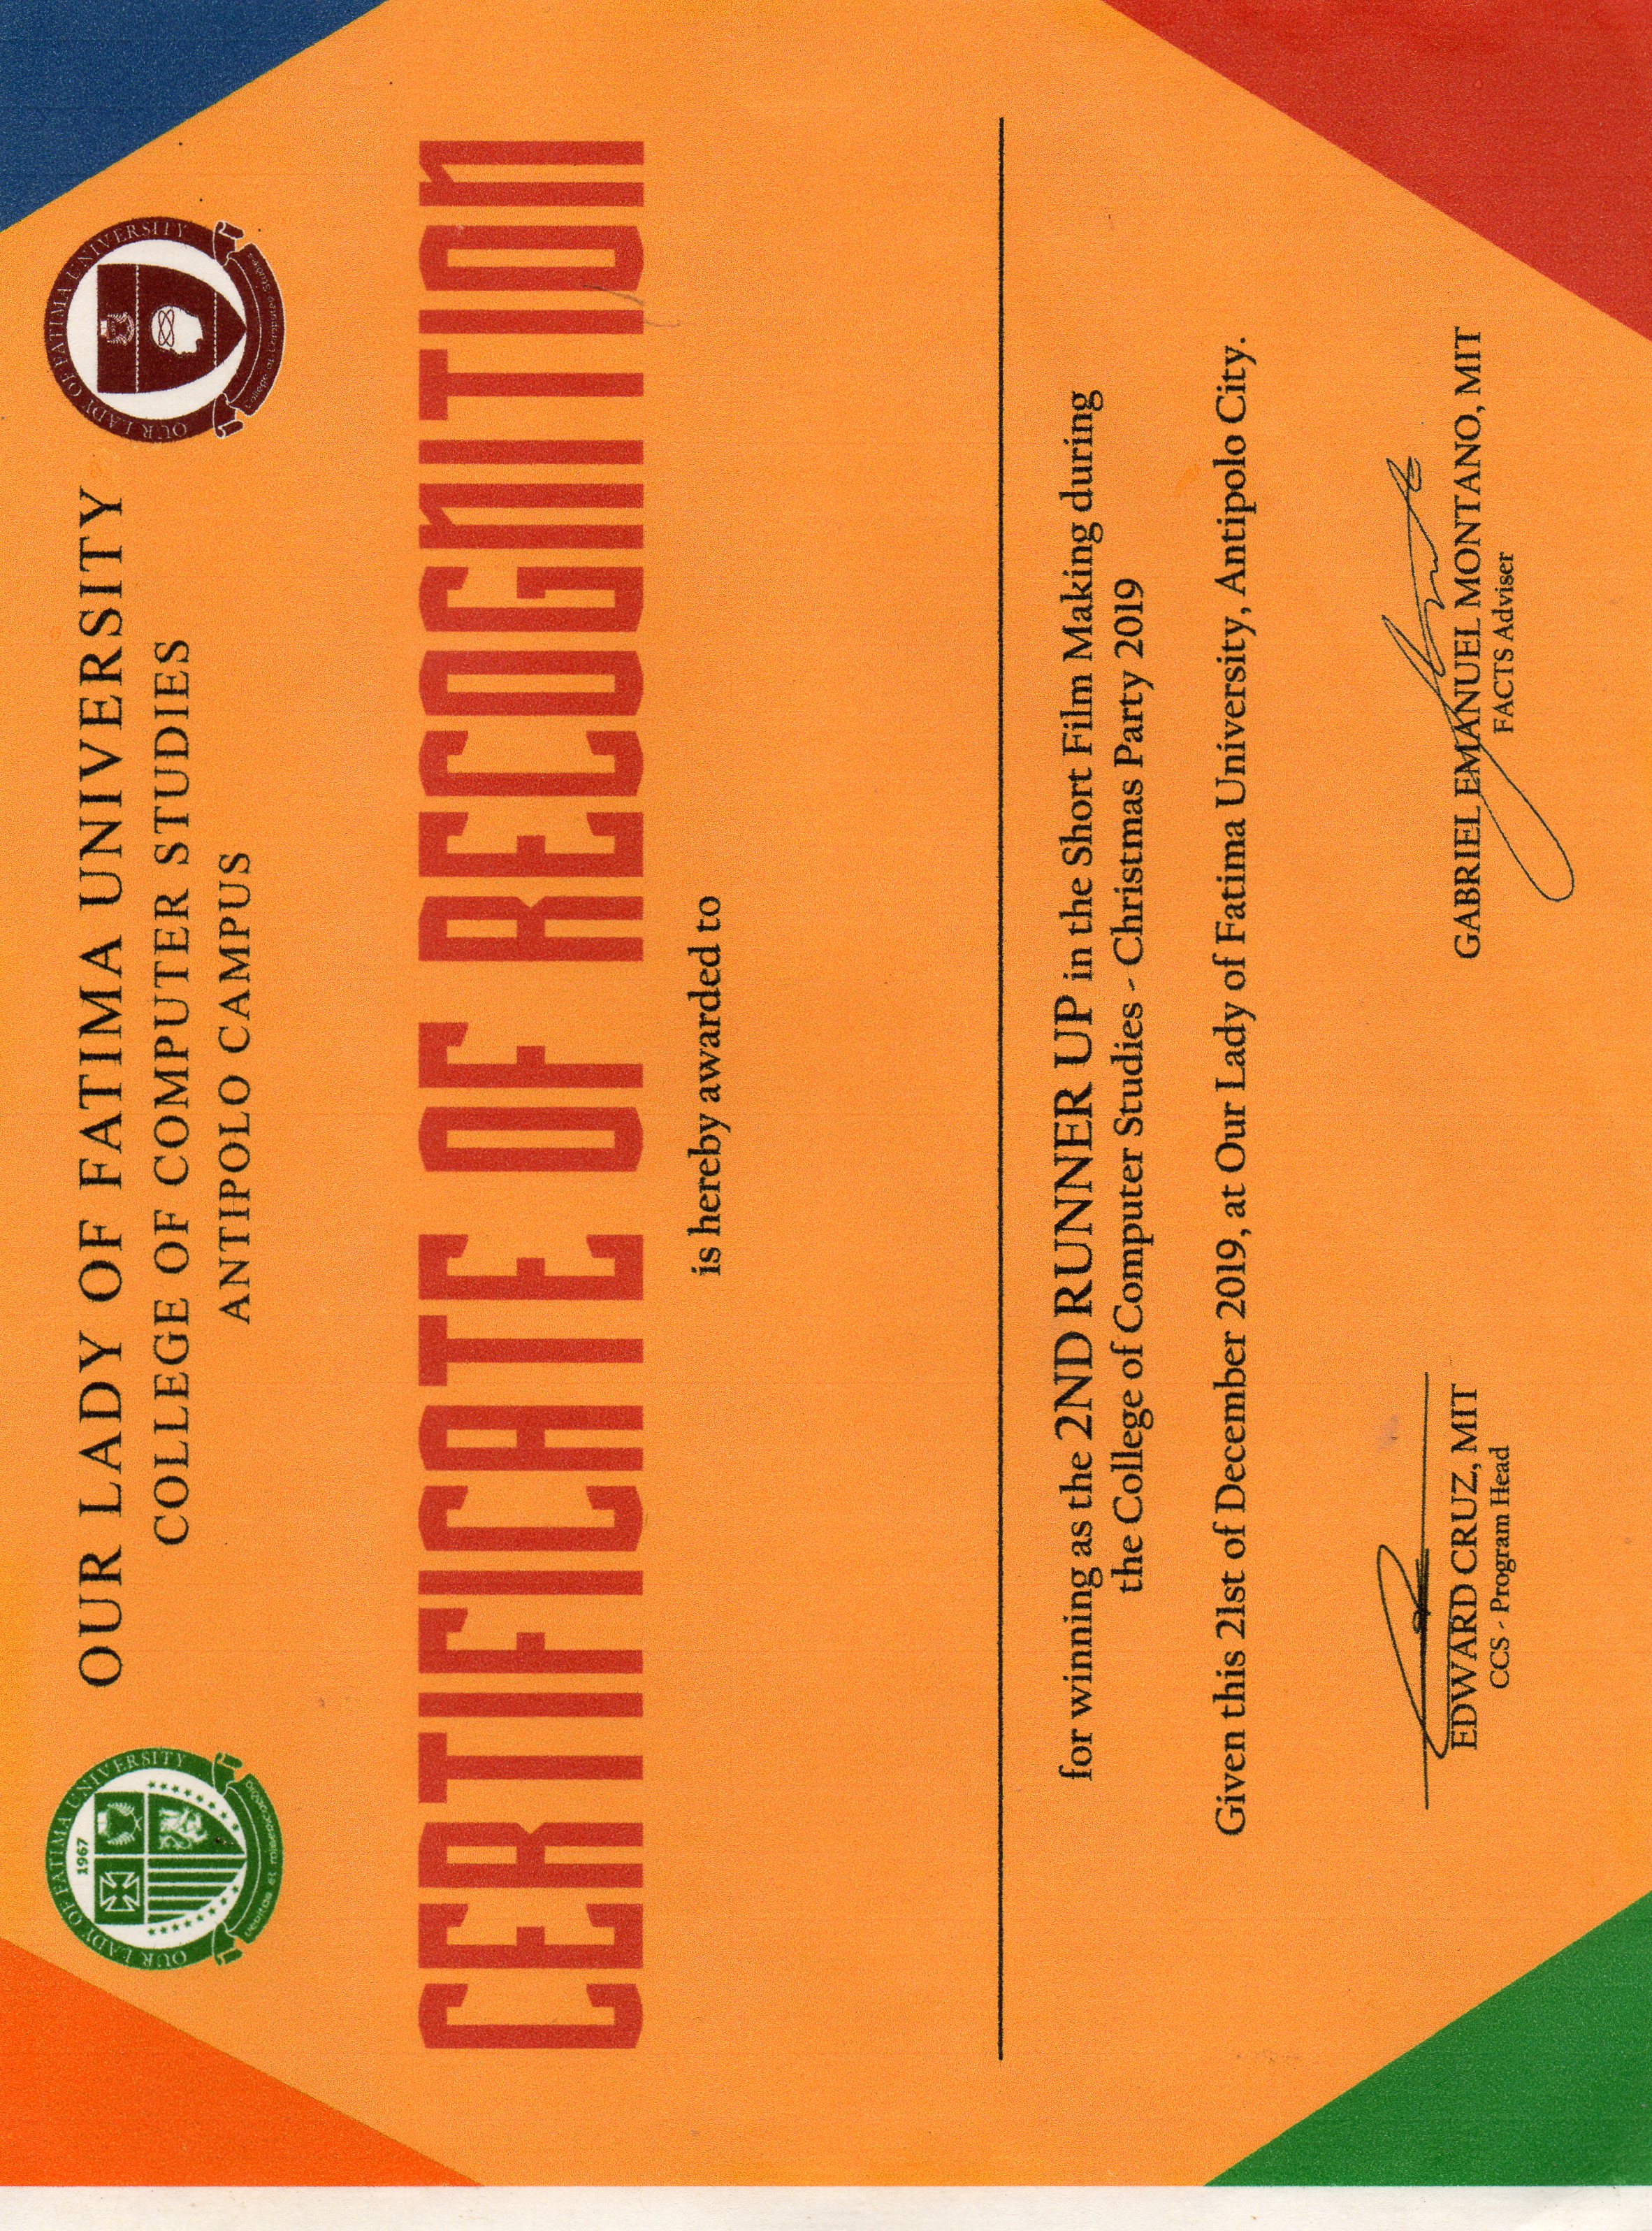 OUR LADY OF FATIMA UNIVERSITY
1967
veritas et misericordia
OUR LADY OF FATIMA UNIVERSITY
COLLEGE OF COMPUTER STUDIES
ANTIPOLO CAMPUS
OUR LADY OF FATIMA UNIVERSITY
College of Computer Studies
CERTIFICATE OF RECOGNITION
is hereby awarded to
for winning as the 2ND RUNNER UP in the Short Film Making during
the College of Computer Studies - Christmas Party 2019
Given this 21st of December 2019, at Our Lady of Fatima University, Antipolo City.
EDWARD CRUZ, MIT
CCS - Program Head
GABRIEL EMANUEL MONTANO, MIT
FACTS Adviser